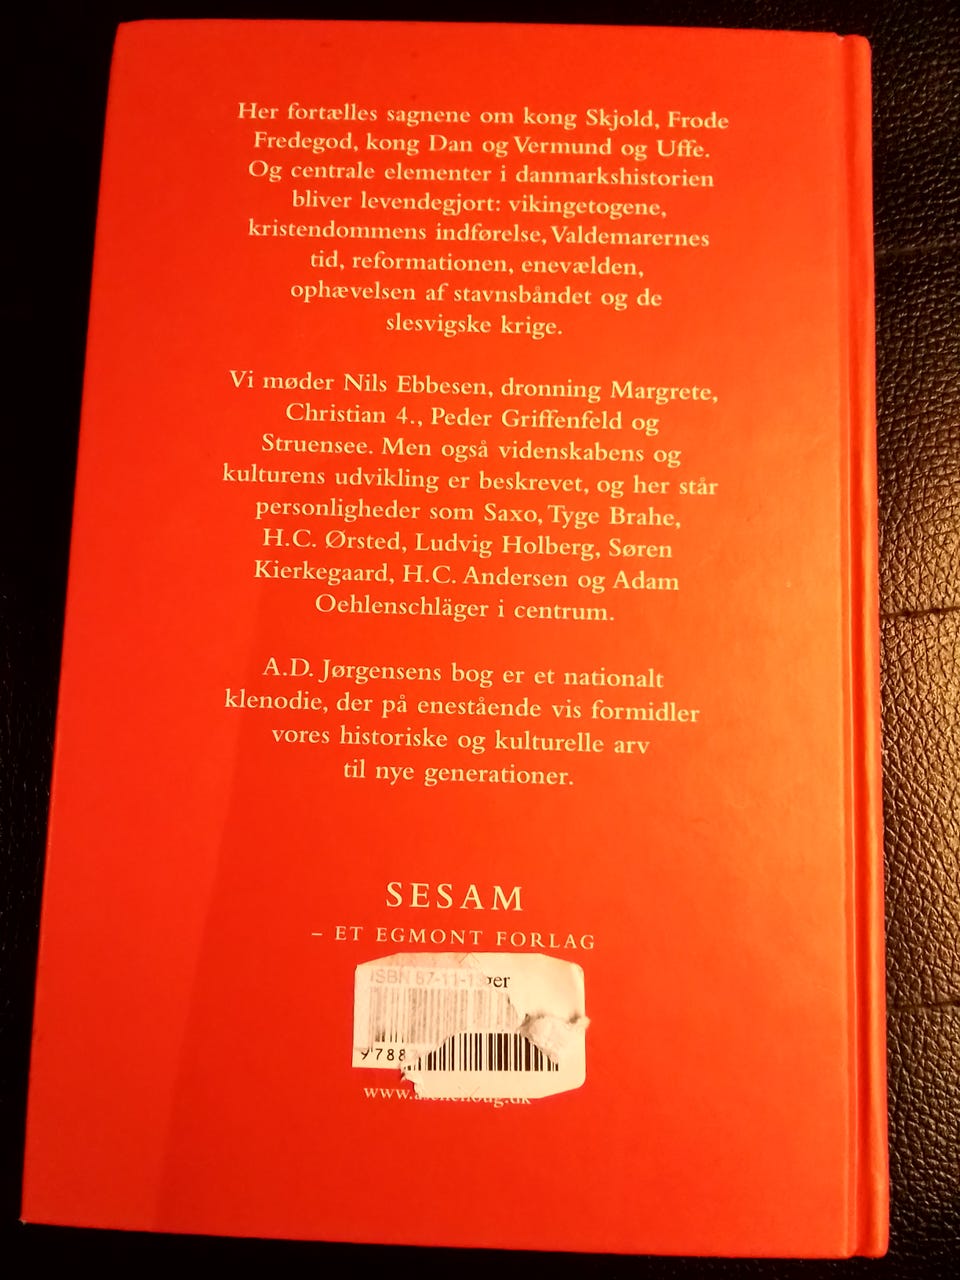 Her fortælles sagnene om kong Skjold, Frode
Fredegod, kong Dan og Vermund og Uffe.
Og centrale elementer i danmarkshistorien
bliver levendegjort: vikingetogene,
kristendommens indførelse, Valdemarernes
tid, reformationen, enevælden,
ophævelsen af stavnsbåndet og de
slesvigske krige.
Vi møder Nils Ebbesen, dronning Margrete,
Christian 4., Peder Griffenfeld og
Struensee. Men også videnskabens og
kulturens udvikling er beskrevet, og her står
personligheder som Saxo, Tyge Brahe,
H.C. Ørsted, Ludvig Holberg, Søren
Kierkegaard, H.C. Andersen og Adam
Oehlenschläger i centrum.
A.D. Jørgensens bog er et nationalt
klenodie, der på enestående vis formidler
vores historiske og kulturelle arv
til nye generationer.
SESAM
– ET EGMONT FORLAG
ISBN 87-11-1
9788